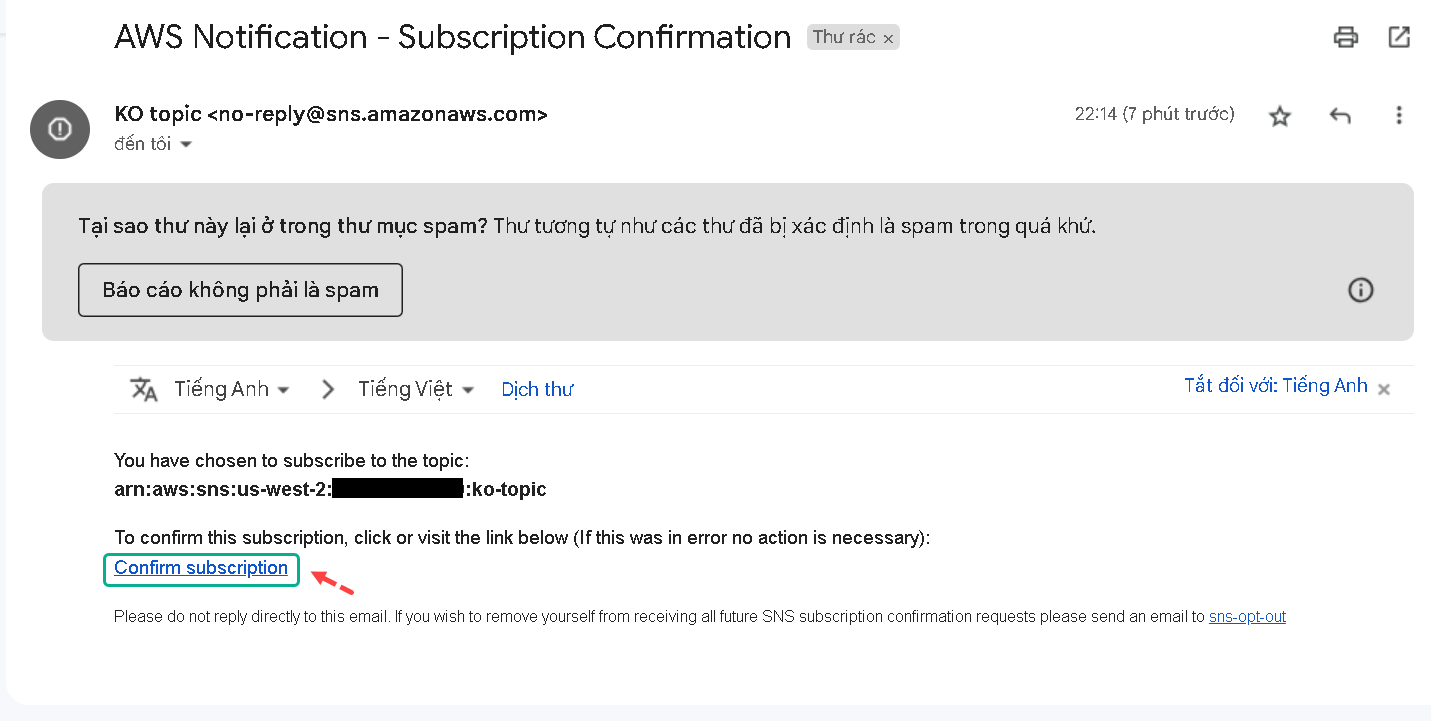 AWS Notification - Subscription Confirmation Thư rác ×
KO topic <no-reply@sns.amazonaws.com> 22:14 (7 phút trước)
đến tôi
Tại sao thư này lại ở trong thư mục spam? Thư tương tự như các thư đã bị xác định là spam trong quá khứ.
Báo cáo không phải là spam
Tiếng Anh > Tiếng Việt Dịch thư Tắt đối với: Tiếng Anh ×
You have chosen to subscribe to the topic:
arn:aws:sns:us-west-2: :ko-topic
To confirm this subscription, click or visit the link below (If this was in error no action is necessary):
Confirm subscription
Please do not reply directly to this email. If you wish to remove yourself from receiving all future SNS subscription confirmation requests please send an email to sns-opt-out